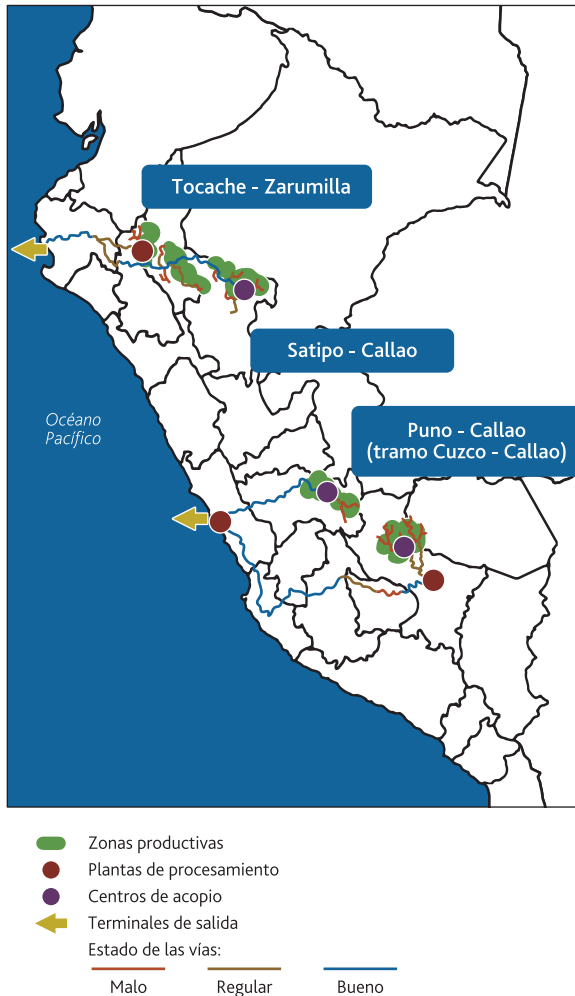 Tocache - Zarumilla
Satipo - Callao
Océano
Pacífico
Puno - Callao
(tramo Cuzco - Callao)
Zonas productivas
Plantas de procesamiento
Centros de acopio
Terminales de salida
Estado de las vías:
Malo Regular Bueno